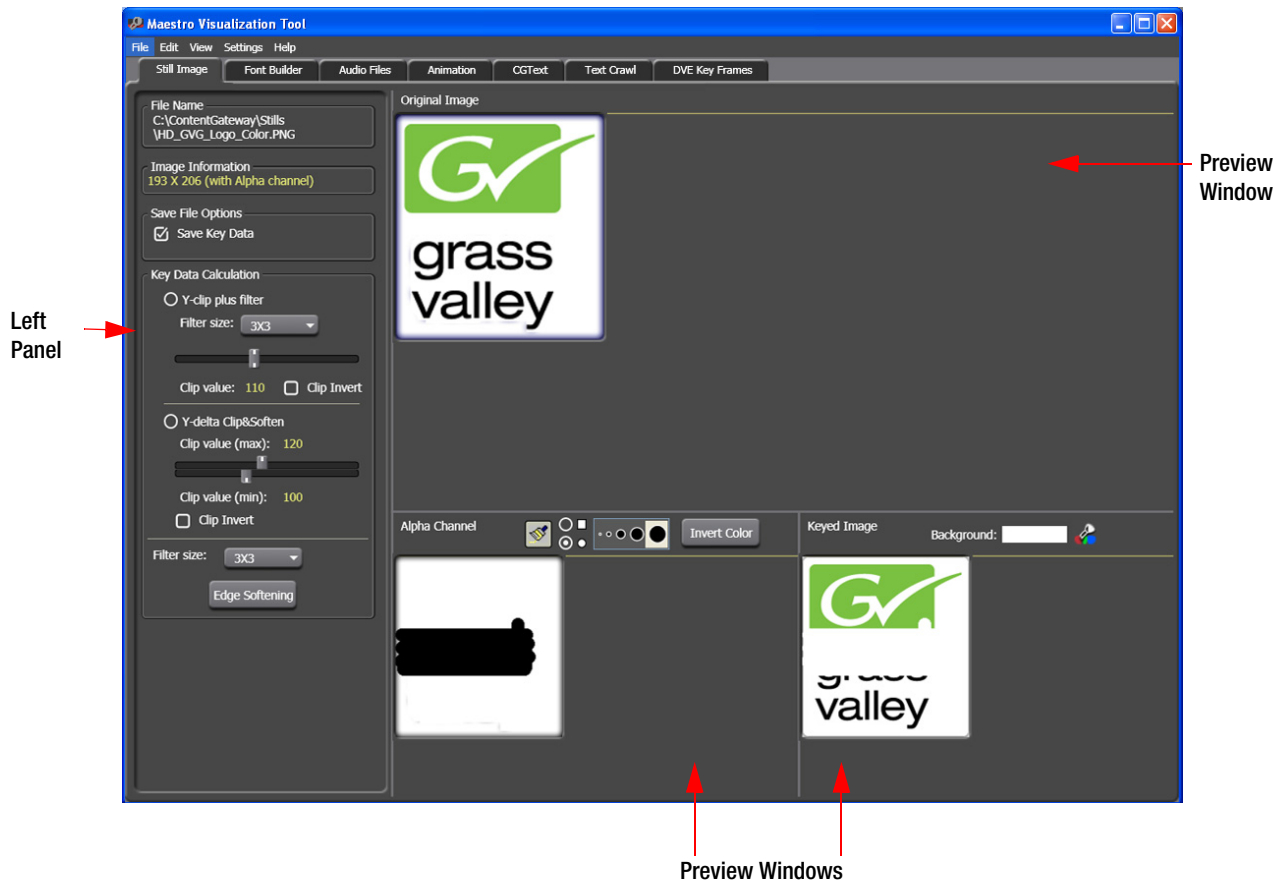 Maestro Visualization Tool
File Edit View Settings Help
Still Image Font Builder Audio Files Animation CGText Text Crawl DVE Key Frames
File Name
C:\ContentGateway\Stills
\HD_GVG_Logo_Color.PNG
Image Information
193 X 206 (with Alpha channel)
Save File Options
Save Key Data
Key Data Calculation
Y-clip plus filter
Filter size: 3X3
Clip value: 110 Clip Invert
Y-delta Clip&Soften
Clip value (max): 120
Clip value (min): 100
Clip Invert
Filter size: 3X3
Edge Softening
Left
Panel
Original Image
GV
grass
valley
Preview
Window
Alpha Channel Invert Color
Keyed Image Background:
GV
grass
valley
Preview Windows